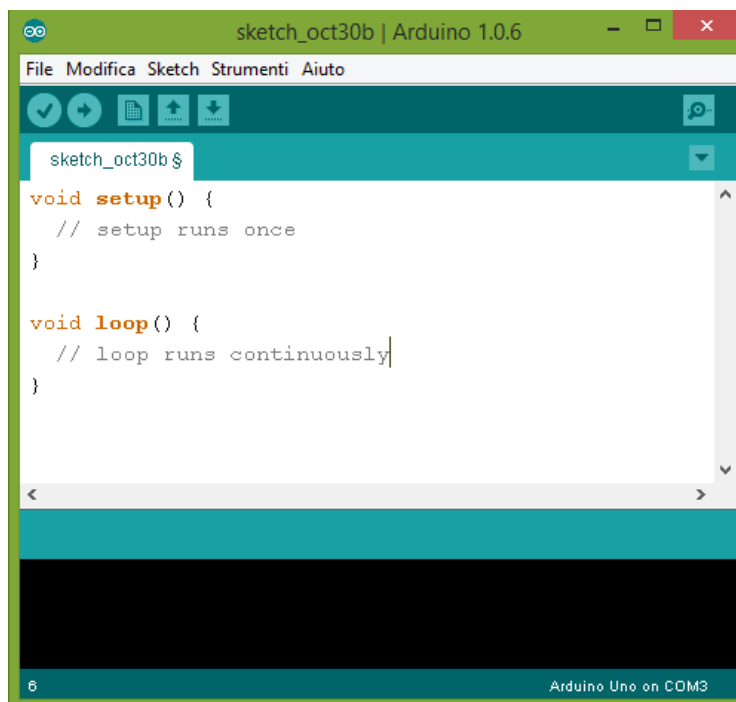 sketch_oct30b | Arduino 1.0.6
File Modifica Sketch Strumenti Aiuto
sketch_oct30b §
void setup() {
  // setup runs once
}
void loop() {
  // loop runs continuously
}
6 Arduino Uno on COM3